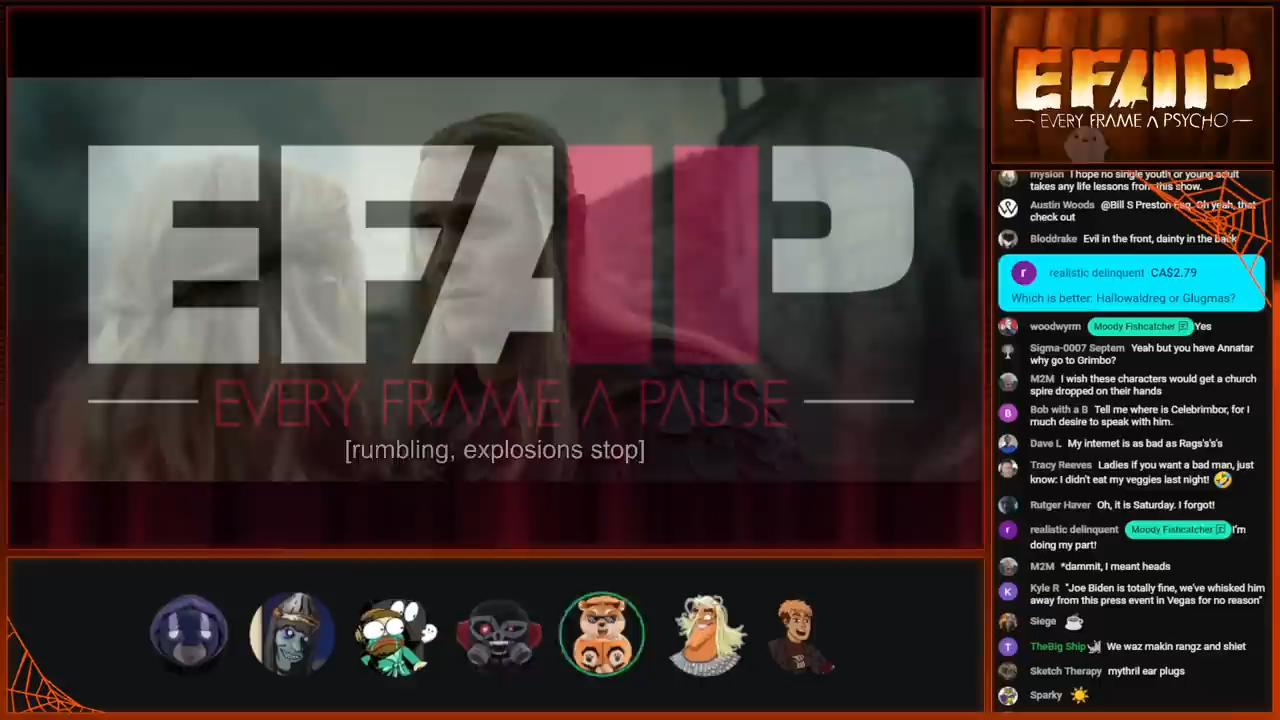 EFAP
EVERY FRAME A PAUSE
[rumbling, explosions stop]
EFAP
EVERY FRAME A PSYCHO
mysion I hope no single youth or young adult
takes any life lessons from this show.
Austin Woods @Bill S Preston Esq. Oh yeah, that
check out
Bloddrake Evil in the front, dainty in the back
realistic delinquent CA$2.79
Which is better: Hallowaldreg or Glugmas?
woodwyrm Moody Fishcatcher Yes
Sigma-0007 Septem Yeah but you have Annatar
why go to Grimbo?
M2M I wish these characters would get a church
spire dropped on their hands
Bob with a B Tell me where is Celebrimbor, for I
much desire to speak with him.
Dave L My internet is as bad as Rags's's's
Tracy Reeves Ladies if you want a bad man, just
know: I didn't eat my veggies last night! 🤣
Rutger Haver Oh, it is Saturday. I forgot!
realistic delinquent Moody Fishcatcher I'm
doing my part!
M2M *dammit, I meant heads
Kyle R "Joe Biden is totally fine, we've whisked him
away from this press event in Vegas for no reason"
Siege ☕
TheBig Ship We waz makin rangz and shiet
Sketch Therapy mythril ear plugs
Sparky ☀️